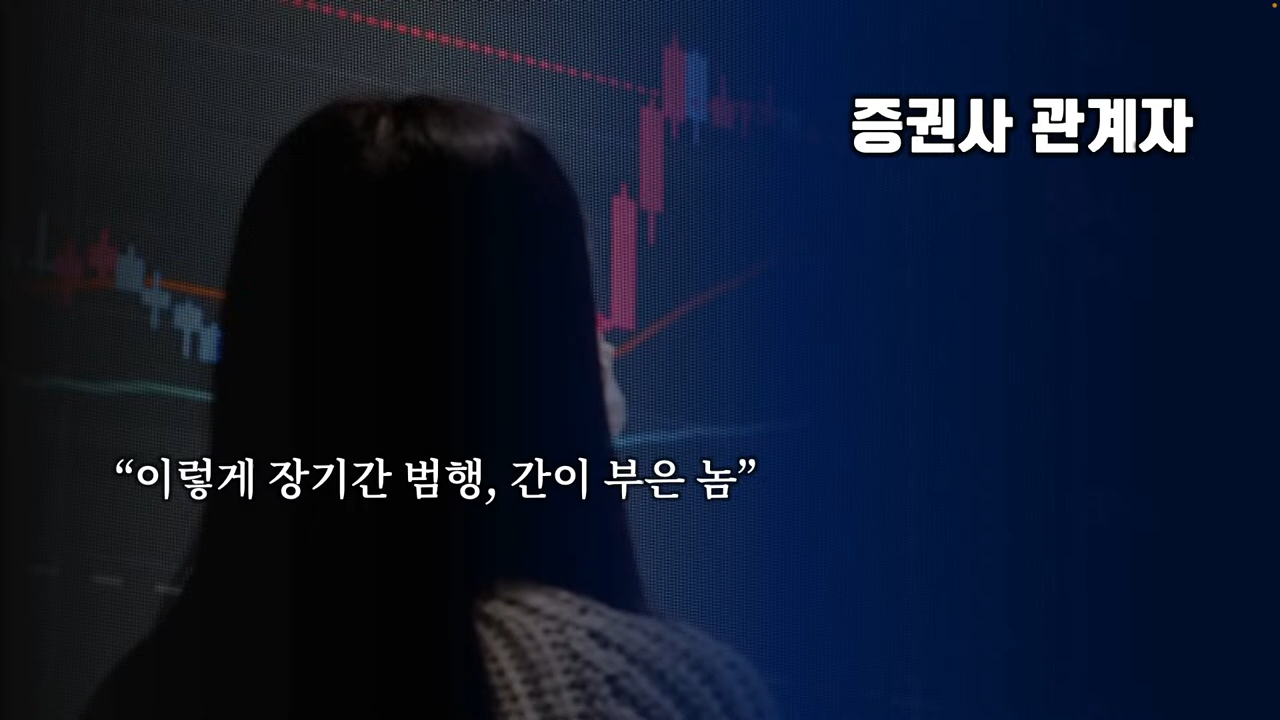 증권사 관계자
“이렇게 장기간 범행, 간이 부은 놈”